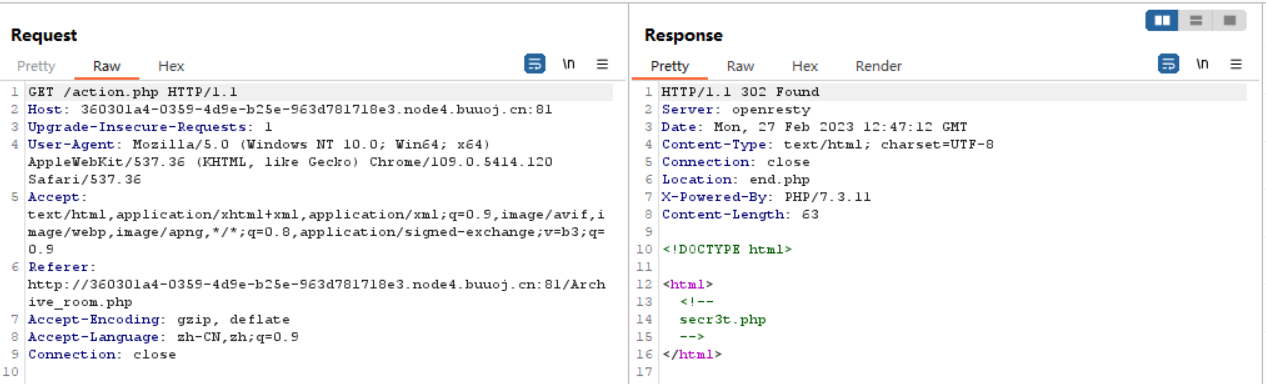 Request
Pretty Raw Hex \n
1 GET /action.php HTTP/1.1
2 Host: 360301a4-0359-4d9e-b25e-963d781718e3.node4.buuoj.cn:81
3 Upgrade-Insecure-Requests: 1
4 User-Agent: Mozilla/5.0 (Windows NT 10.0; Win64; x64)
AppleWebKit/537.36 (KHTML, like Gecko) Chrome/109.0.5414.120
Safari/537.36
5 Accept:
text/html,application/xhtml+xml,application/xml;q=0.9,image/avif,i
mage/webp,image/apng,*/*;q=0.8,application/signed-exchange;v=b3;q=
0.9
6 Referer:
http://360301a4-0359-4d9e-b25e-963d781718e3.node4.buuoj.cn:81/Arch
ive_room.php
7 Accept-Encoding: gzip, deflate
8 Accept-Language: zh-CN,zh;q=0.9
9 Connection: close
10
Response
Pretty Raw Hex Render \n
1 HTTP/1.1 302 Found
2 Server: openresty
3 Date: Mon, 27 Feb 2023 12:47:12 GMT
4 Content-Type: text/html; charset=UTF-8
5 Connection: close
6 Location: end.php
7 X-Powered-By: PHP/7.3.11
8 Content-Length: 63
9
10 <!DOCTYPE html>
11
12 <html>
13 <!--
14 secr3t.php
15 -->
16 </html>
17